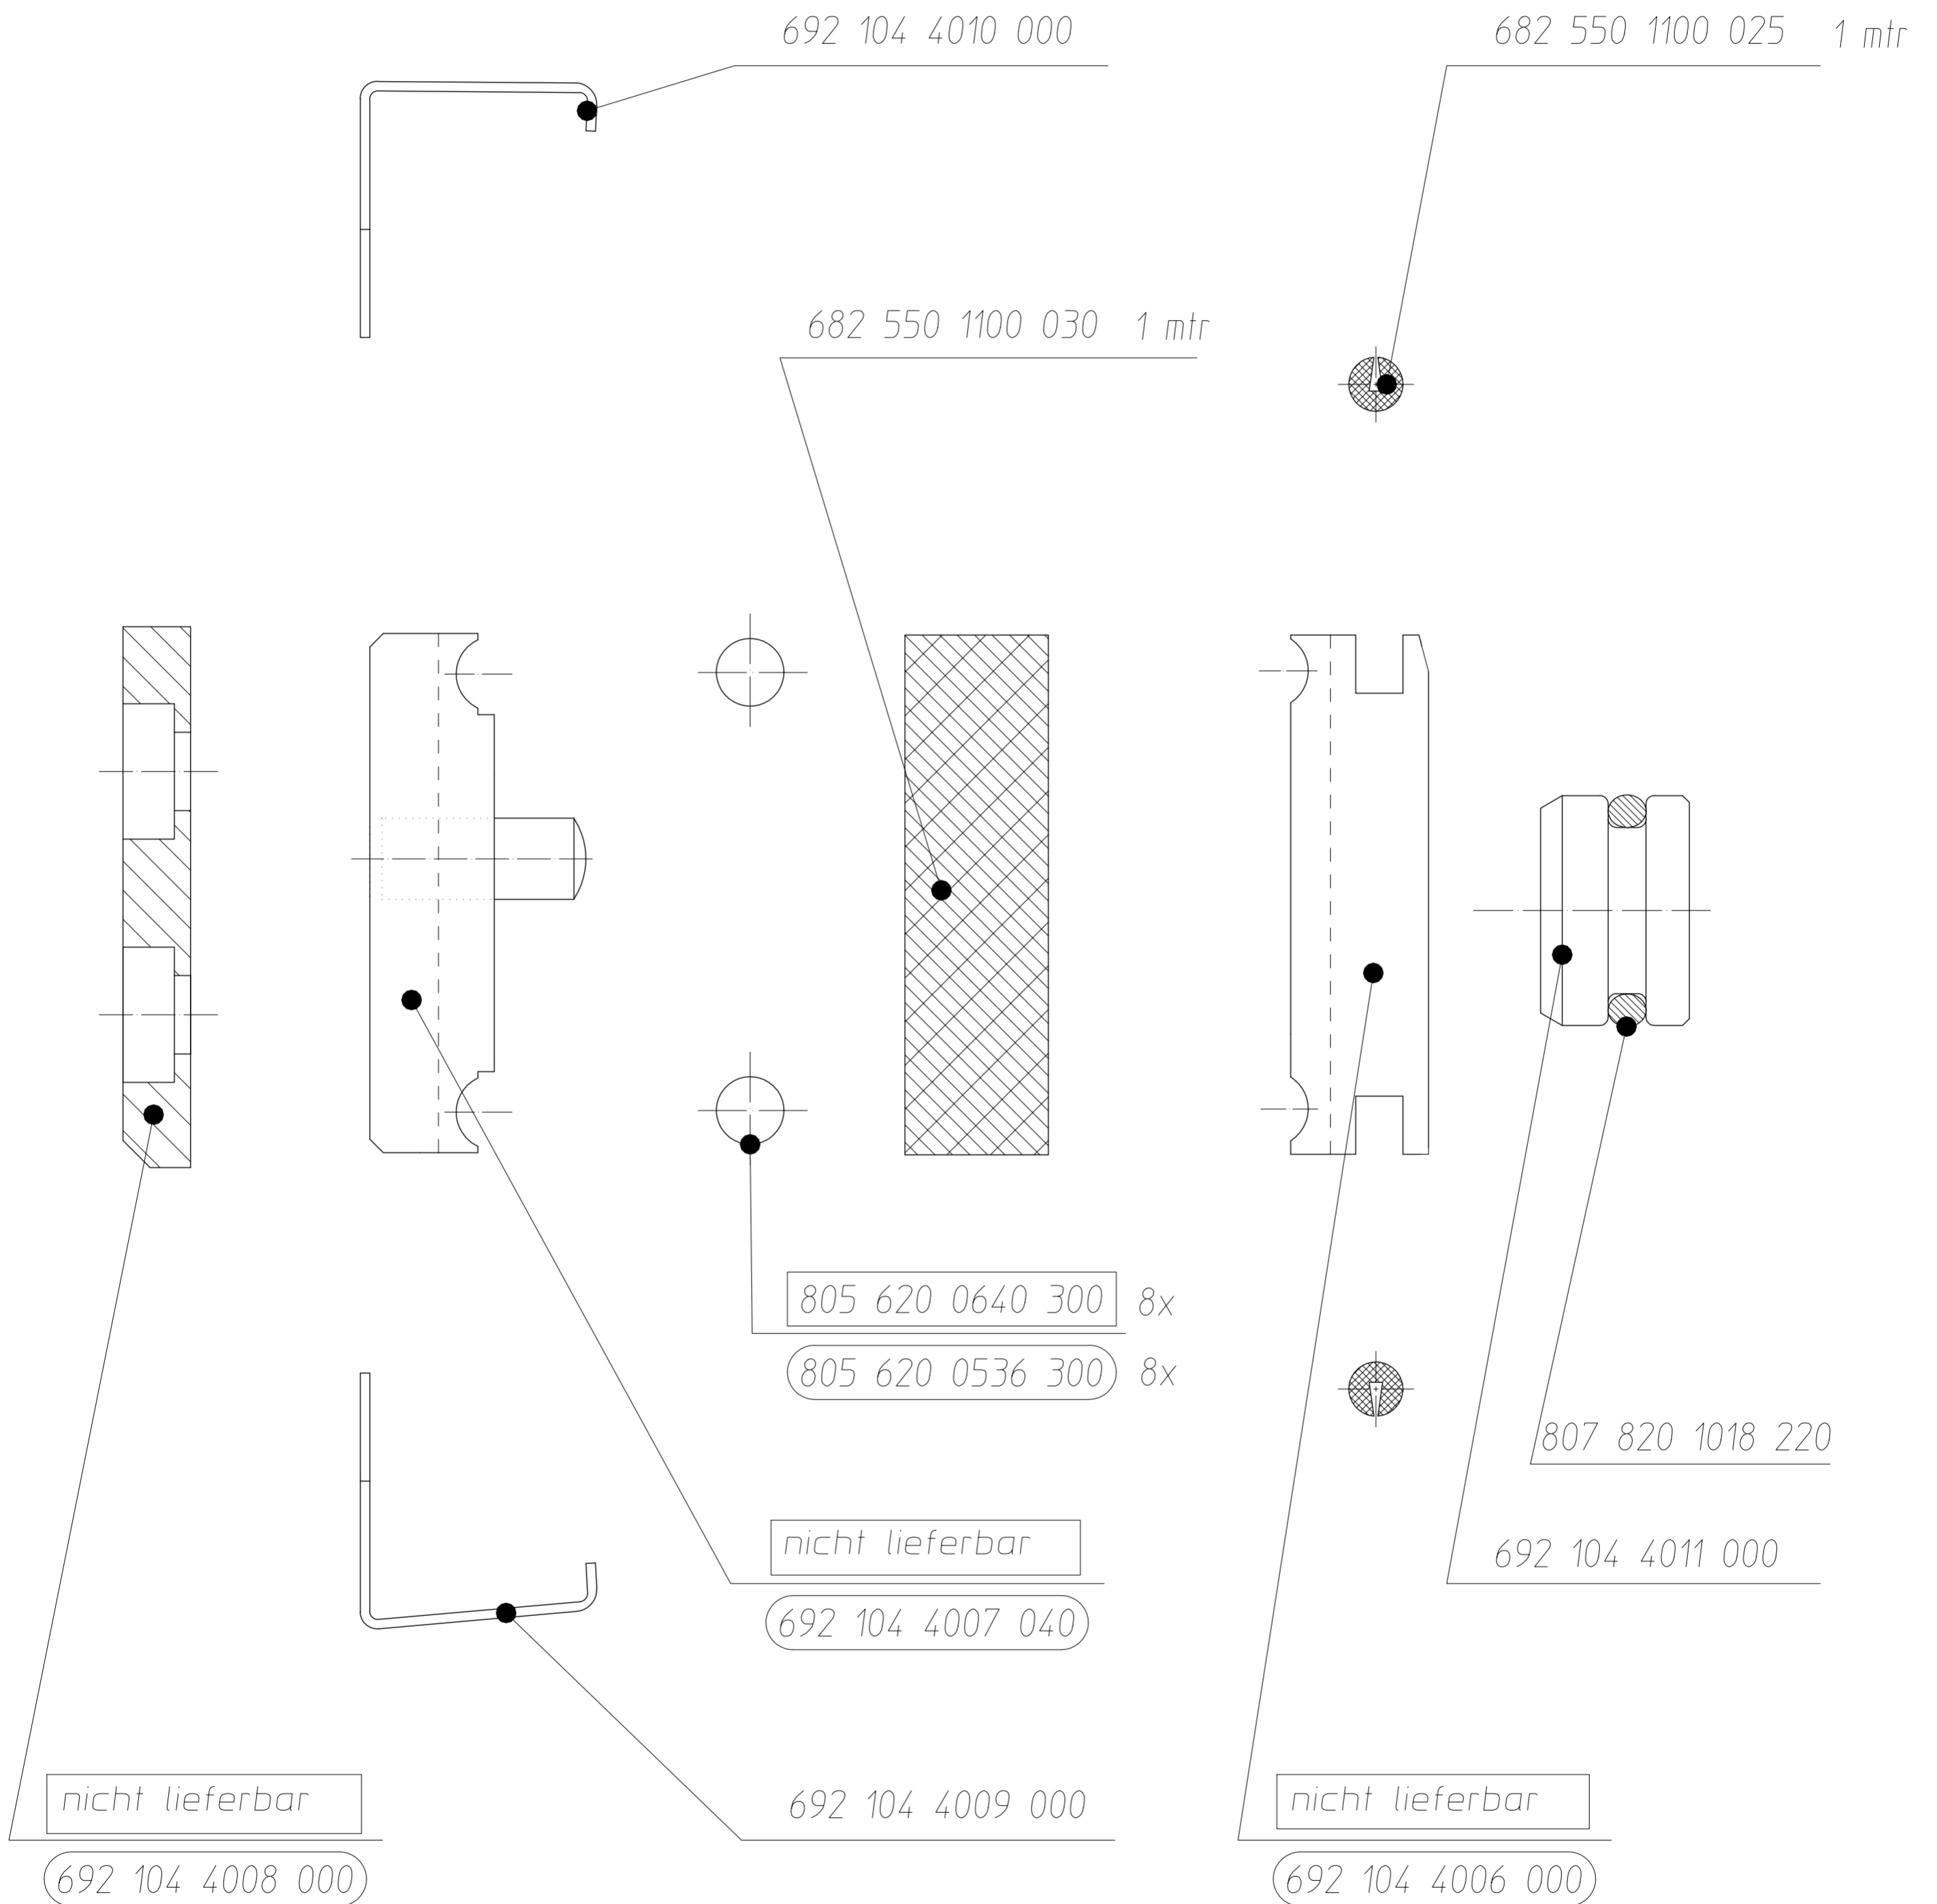 692 104 4010 000
682 550 1100 025 1 mtr
682 550 1100 030 1 mtr
805 620 0640 300 8x
805 620 0536 300 8x
807 820 1018 220
nicht lieferbar
692 104 4011 000
692 104 4007 040
nicht lieferbar
692 104 4009 000
nicht lieferbar
692 104 4008 000
692 104 4006 000